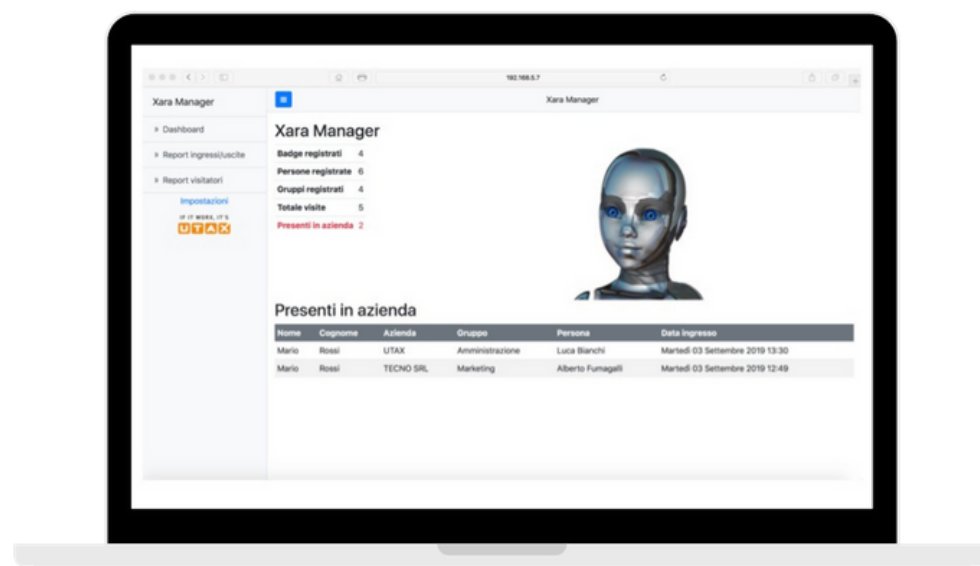 192.168.5.7
Xara Manager
Xara Manager
» Dashboard
» Report ingressi/uscite
» Report visitatori
Impostazioni
IF IT WORX, IT'S
UTAX
Xara Manager
Badge registrati 4
Persone registrate 6
Gruppi registrati 4
Totale visite 5
Presenti in azienda 2
Presenti in azienda
Nome Cognome Azienda Gruppo Persona Data ingresso
Mario Rossi UTAX Amministrazione Luca Bianchi Martedì 03 Settembre 2019 13:30
Mario Rossi TECNO SRL Marketing Alberto Fumagalli Martedì 03 Settembre 2019 12:49